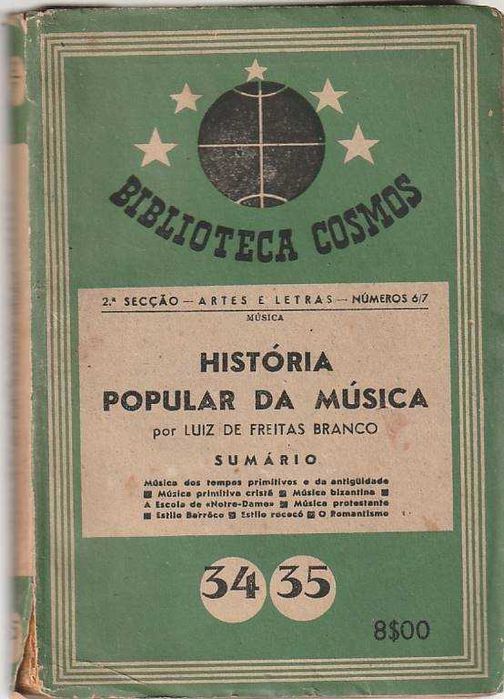 BIBLIOTECA COSMOS
2.ª SECÇÃO — ARTES E LETRAS — NÚMEROS 6/7
MÚSICA
HISTÓRIA
POPULAR DA MÚSICA
por LUIZ DE FREITAS BRANCO
SUMÁRIO
Música dos tempos primitivos e da antigüidade
■ Múzica primitiva cristã ■ Música bizantina ■
A Escola de «Notre-Dame» ■ Música protestante
■ Estilo Barrôco ■ Estilo rococó ■ O Romantismo
34 35
8$00